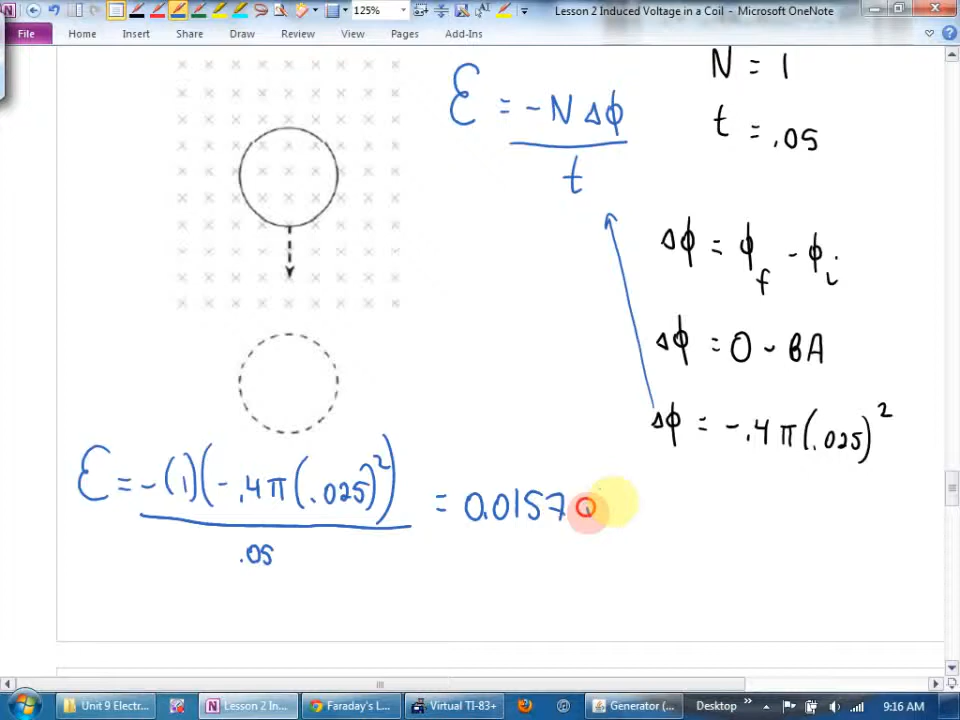 Lesson 2 Induced Voltage in a Coil - Microsoft OneNote
125%
File Home Insert Share Draw Review View Pages Add-Ins
N = 1
ℰ = -NΔϕ
t
t = .05
Δϕ = ϕf - ϕi
Δϕ = 0 - BA
Δϕ = -.4π(.025)²
ℰ = -(1)(-.4π(.025)²)
.05
= 0.0157
Unit 9 Electr... Lesson 2 In... Faraday's L... Virtual TI-83+ Generator (... Desktop 9:16 AM